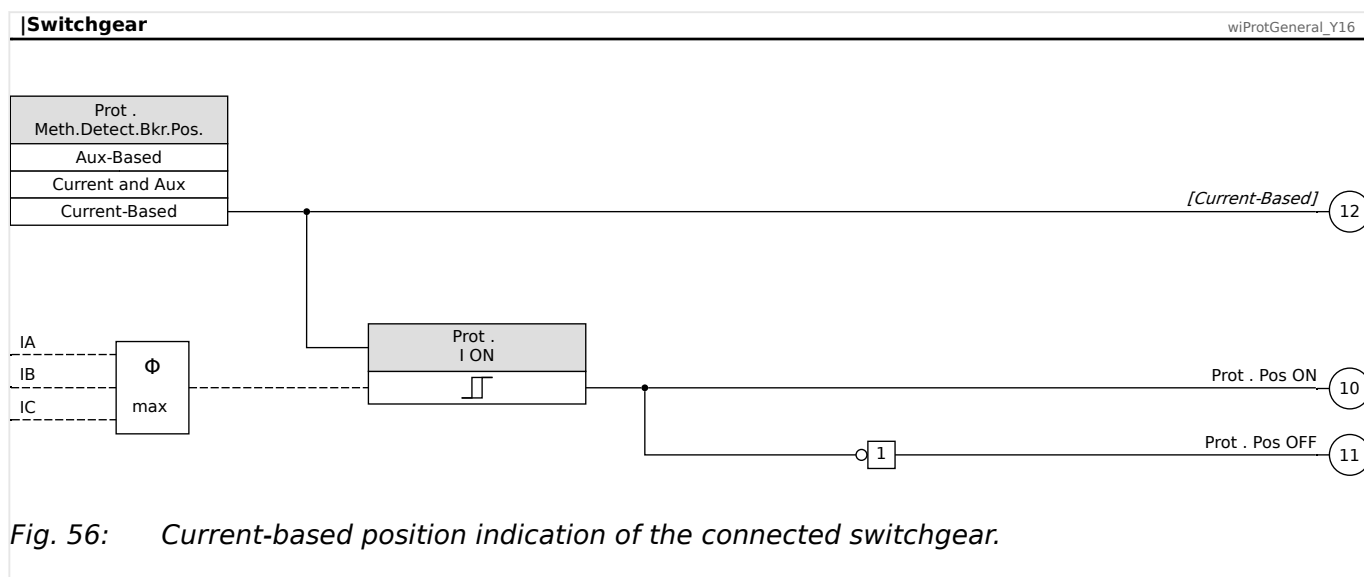 |Switchgear
wiProtGeneral_Y16
Prot .
Meth.Detect.Bkr.Pos.
Aux-Based
Current and Aux
Current-Based
[Current-Based]
12
IA
IB
IC
Φ
max
Prot .
I ON
Prot . Pos ON
10
1
Prot . Pos OFF
11
Fig. 56: Current-based position indication of the connected switchgear.